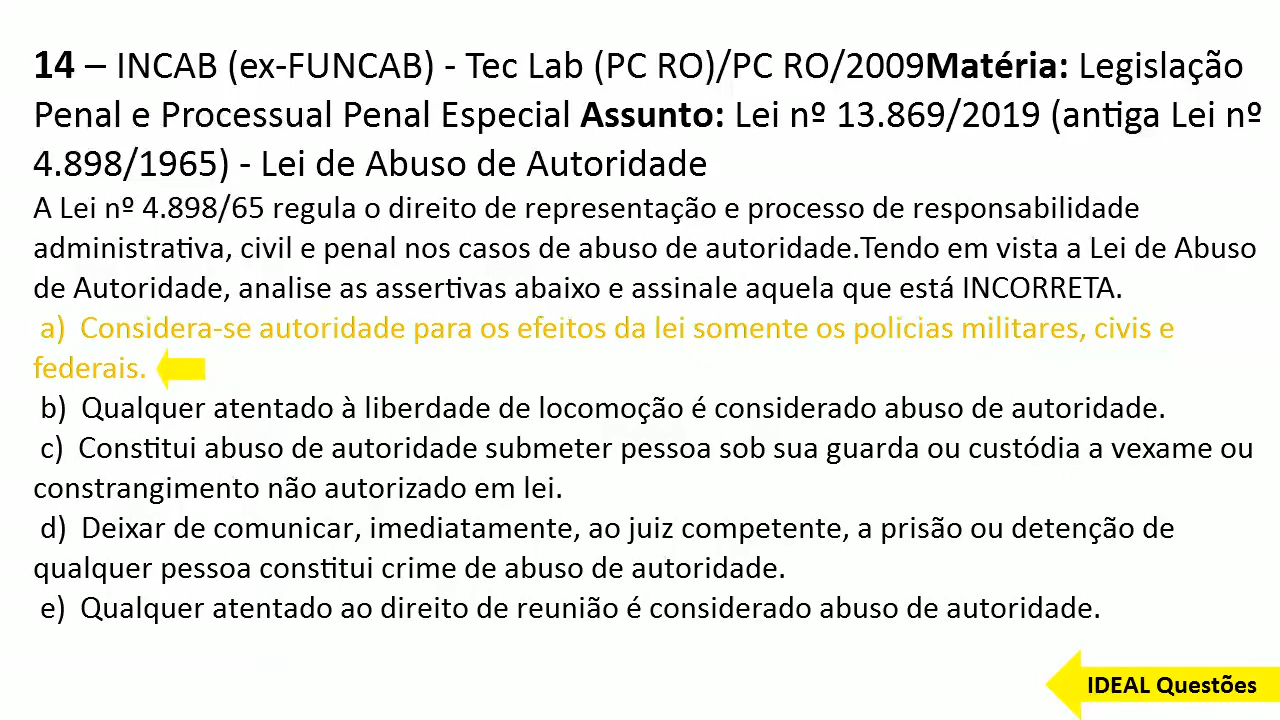 14 – INCAB (ex-FUNCAB) - Tec Lab (PC RO)/PC RO/2009Matéria: Legislação
Penal e Processual Penal Especial Assunto: Lei nº 13.869/2019 (antiga Lei nº
4.898/1965) - Lei de Abuso de Autoridade
A Lei nº 4.898/65 regula o direito de representação e processo de responsabilidade
administrativa, civil e penal nos casos de abuso de autoridade.Tendo em vista a Lei de Abuso
de Autoridade, analise as assertivas abaixo e assinale aquela que está INCORRETA.
a) Considera-se autoridade para os efeitos da lei somente os policias militares, civis e
federais.
b) Qualquer atentado à liberdade de locomoção é considerado abuso de autoridade.
c) Constitui abuso de autoridade submeter pessoa sob sua guarda ou custódia a vexame ou
constrangimento não autorizado em lei.
d) Deixar de comunicar, imediatamente, ao juiz competente, a prisão ou detenção de
qualquer pessoa constitui crime de abuso de autoridade.
e) Qualquer atentado ao direito de reunião é considerado abuso de autoridade.
IDEAL Questões